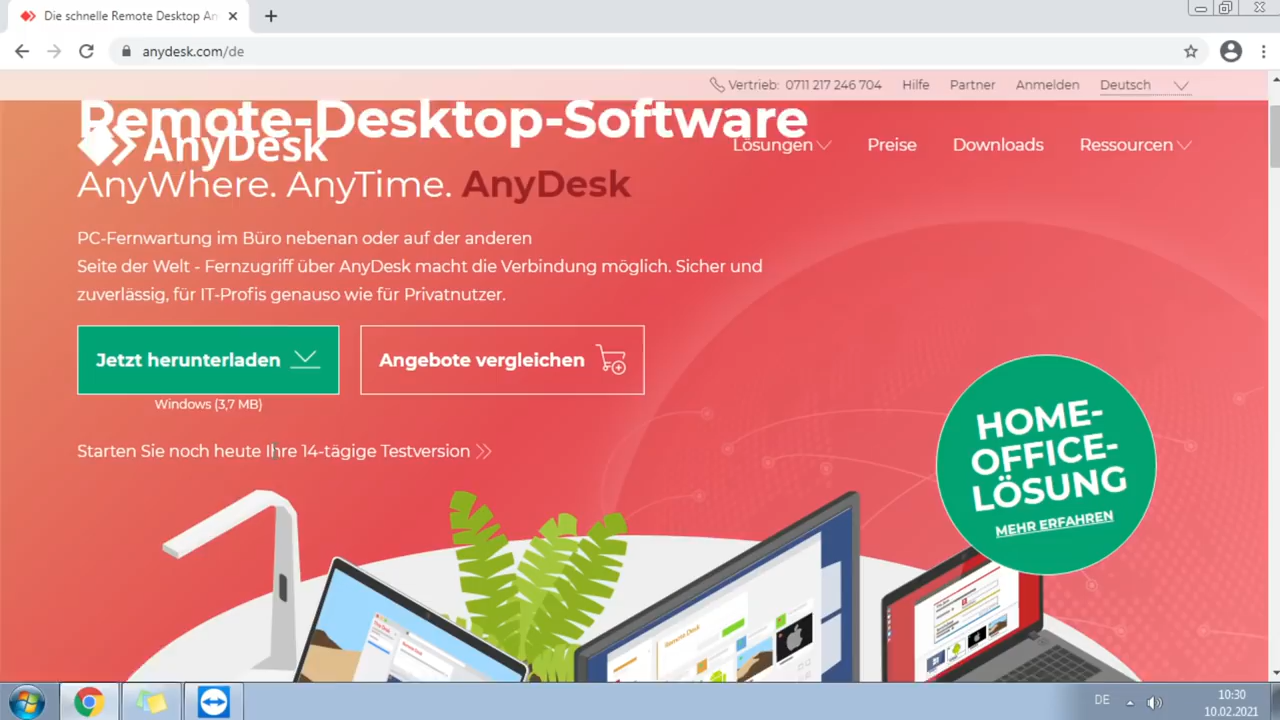 Die schnelle Remote Desktop An
anydesk.com/de
Vertrieb: 0711 217 246 704 Hilfe Partner Anmelden Deutsch
Remote-Desktop-Software
AnyDesk Lösungen Preise Downloads Ressourcen
AnyWhere. AnyTime. AnyDesk
PC-Fernwartung im Büro nebenan oder auf der anderen
Seite der Welt - Fernzugriff über AnyDesk macht die Verbindung möglich. Sicher und
zuverlässig, für IT-Profis genauso wie für Privatnutzer.
Jetzt herunterladen
Angebote vergleichen
Windows (3,7 MB)
Starten Sie noch heute Ihre 14-tägige Testversion
HOME-
OFFICE-
LÖSUNG
MEHR ERFAHREN
Remote Desk
DE
10:30
10.02.2021